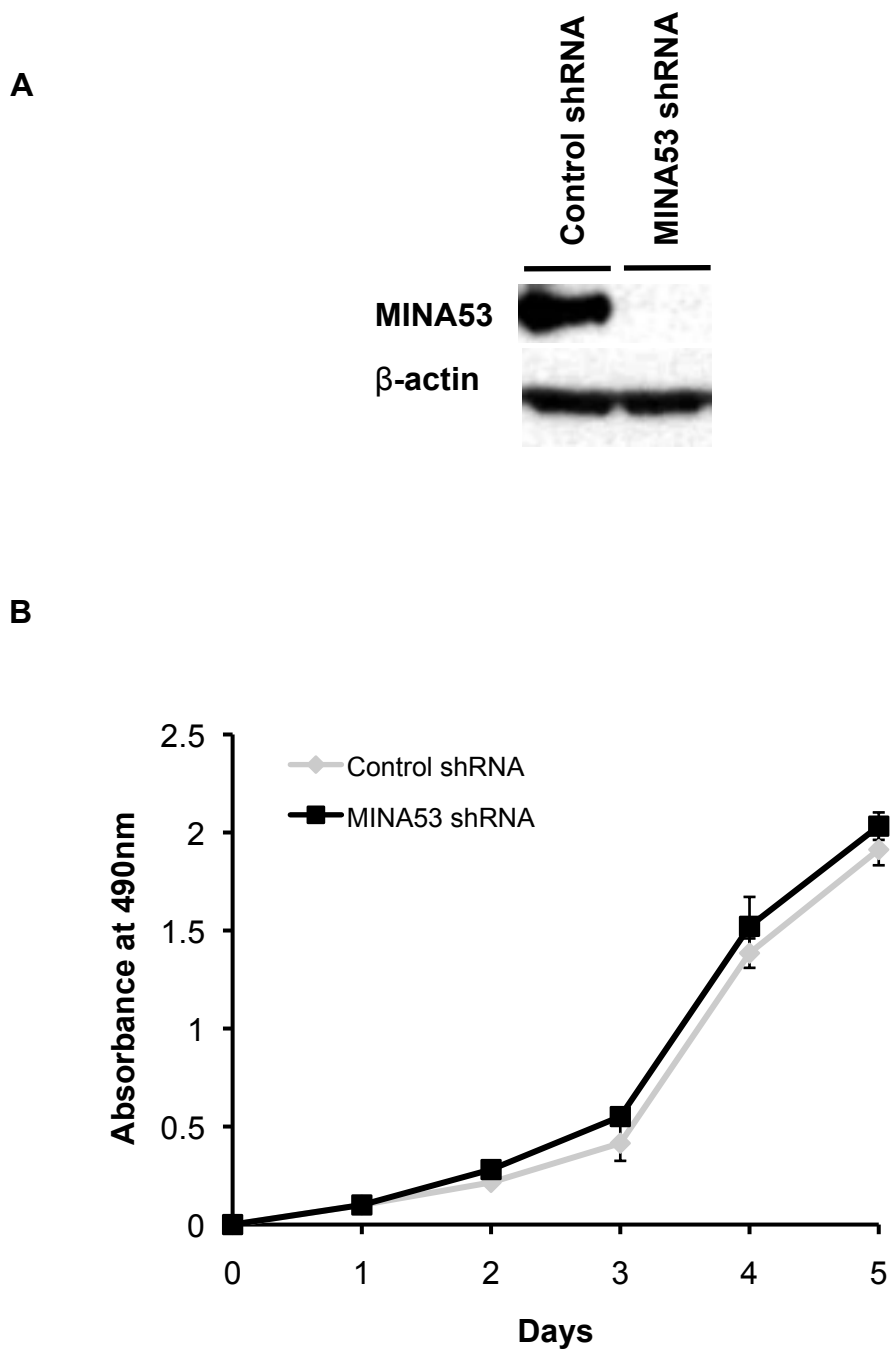 A
Control shRNA
MINA53 shRNA
MINA53
β-actin
B
2.5
2
1.5
1
0.5
0
Control shRNA
MINA53 shRNA
Absorbance at 490nm
0 1 2 3 4 5
Days